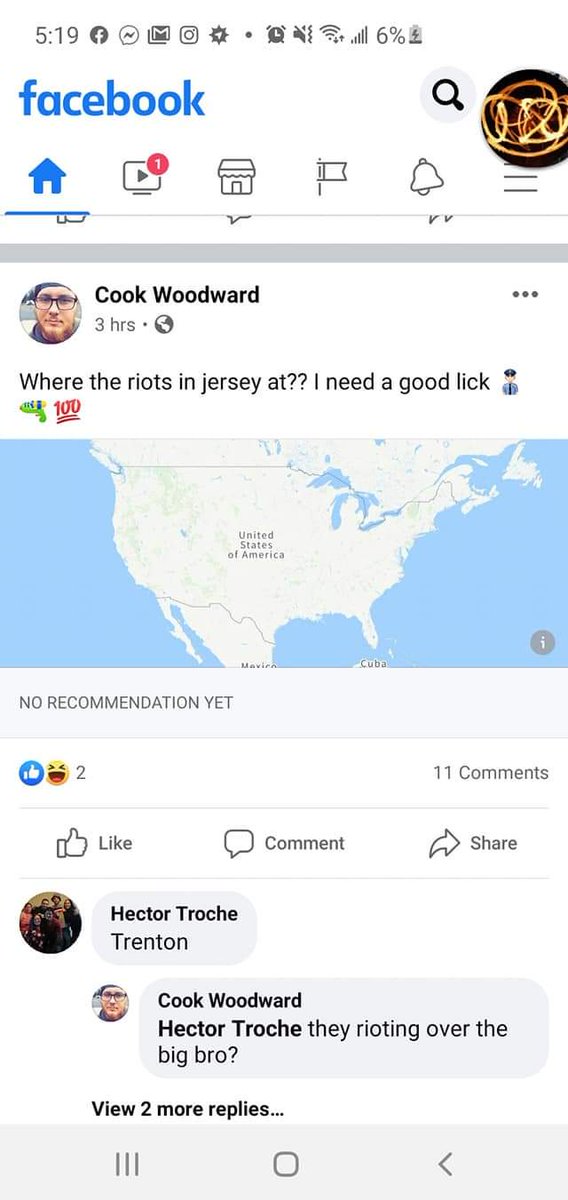 5:19 6%
facebook
1
Cook Woodward
3 hrs ·
Where the riots in jersey at?? I need a good lick 👮
🔫 💯
United
States
of America
Mexico
Cuba
i
NO RECOMMENDATION YET
2 11 Comments
Like Comment Share
Hector Troche
Trenton
Cook Woodward
Hector Troche they rioting over the
big bro?
View 2 more replies...